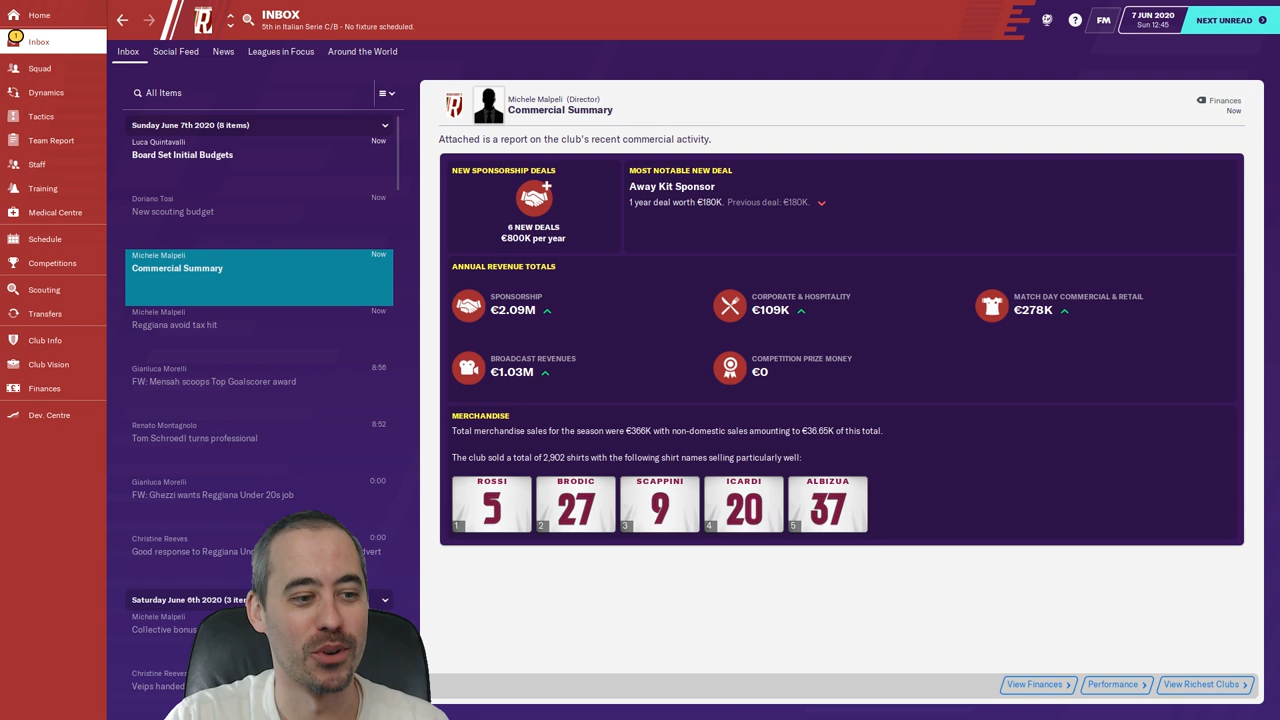 Home
Inbox
Squad
Dynamics
Tactics
Team Report
Staff
Training
Medical Centre
Schedule
Competitions
Scouting
Transfers
Club Info
Club Vision
Finances
Dev. Centre
1
INBOX
5th in Italian Serie C/B - No fixture scheduled.
FM
7 JUN 2020
Sun 12:45
NEXT UNREAD
Inbox
Social Feed
News
Leagues in Focus
Around the World
All Items
Sunday June 7th 2020 (8 items)
Luca Quintavalli
Now
Board Set Initial Budgets
Doriano Tosi
Now
New scouting budget
Michele Malpeli
Now
Commercial Summary
Michele Malpeli
Now
Reggiana avoid tax hit
Gianluca Morelli
8:56
FW: Mensah scoops Top Goalscorer award
Renato Montagnolo
8:52
Tom Schroedl turns professional
Gianluca Morelli
0:00
FW: Ghezzi wants Reggiana Under 20s job
Christine Reeves
0:00
Good response to Reggiana
Saturday June 6th 2020
Michele Malpeli
Collective bonus
Christine Reeves
Veips handed
Michele Malpeli (Director)
Commercial Summary
Finances
Now
Attached is a report on the club's recent commercial activity.
NEW SPONSORSHIP DEALS
6 NEW DEALS
€800K per year
MOST NOTABLE NEW DEAL
Away Kit Sponsor
1 year deal worth €180K. Previous deal: €180K.
ANNUAL REVENUE TOTALS
SPONSORSHIP
€2.09M
CORPORATE & HOSPITALITY
€109K
MATCH DAY COMMERCIAL & RETAIL
€278K
BROADCAST REVENUES
€1.03M
COMPETITION PRIZE MONEY
€0
MERCHANDISE
Total merchandise sales for the season were €366K with non-domestic sales amounting to €36.65K of this total.
The club sold a total of 2,902 shirts with the following shirt names selling particularly well:
ROSSI
5
1
BRODIC
27
2
SCAPPINI
9
3
ICARDI
20
4
ALBIZUA
37
5
View Finances
Performance
View Richest Clubs